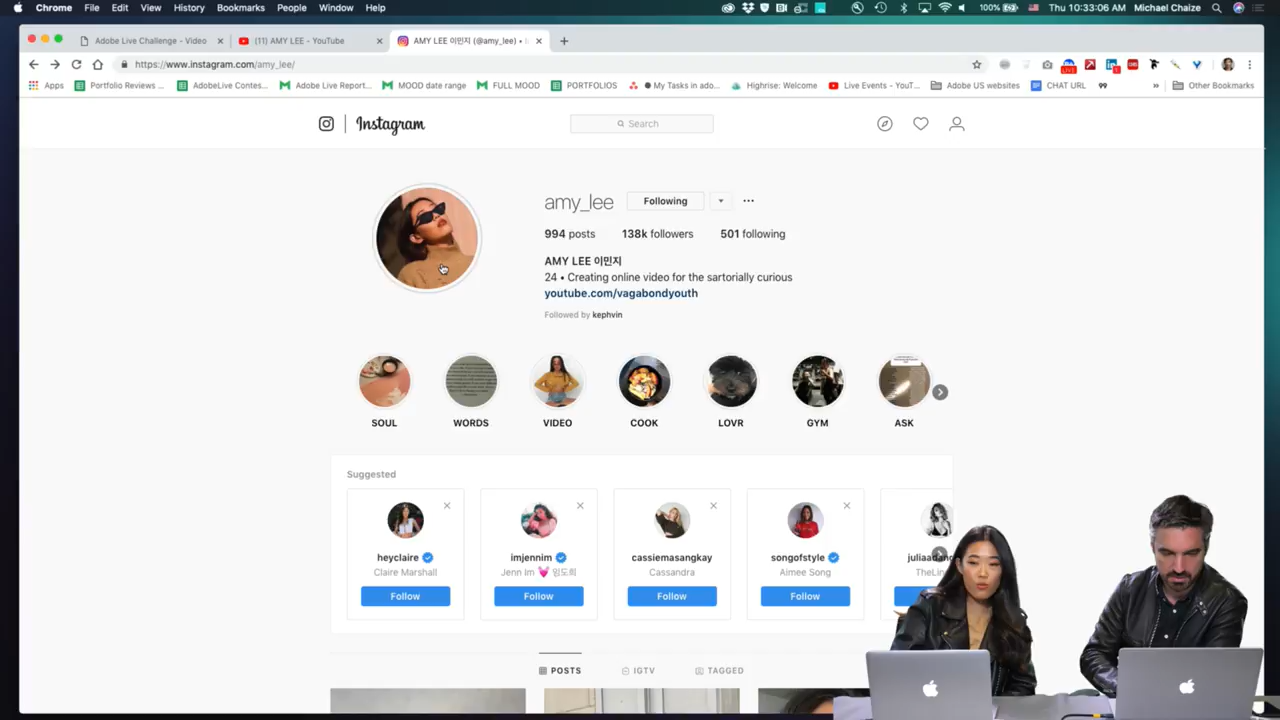 Chrome File Edit View History Bookmarks People Window Help 100% Thu 10:33:06 AM Michael Chaize
Adobe Live Challenge - Video
(11) AMY LEE - YouTube
AMY LEE 이민지 (@amy_lee) •
https://www.instagram.com/amy_lee/
LIVE
Apps Portfolio Reviews ... AdobeLive Contes... Adobe Live Report... MOOD date range FULL MOOD PORTFOLIOS My Tasks in ado... Highrise: Welcome Live Events - YouT... Adobe US websites CHAT URL » Other Bookmarks
Instagram
Search
amy_lee Following
994 posts 138k followers 501 following
AMY LEE 이민지
24 • Creating online video for the sartorially curious
youtube.com/vagabondyouth
Followed by kephvin
SOUL WORDS VIDEO COOK LOVR GYM ASK
Suggested
heyclaire imjennim cassiemasangkay songofstyle
Claire Marshall Jenn Im 💓 임도희 Cassandra Aimee Song TheLin
Follow Follow Follow Follow
POSTS IGTV TAGGED